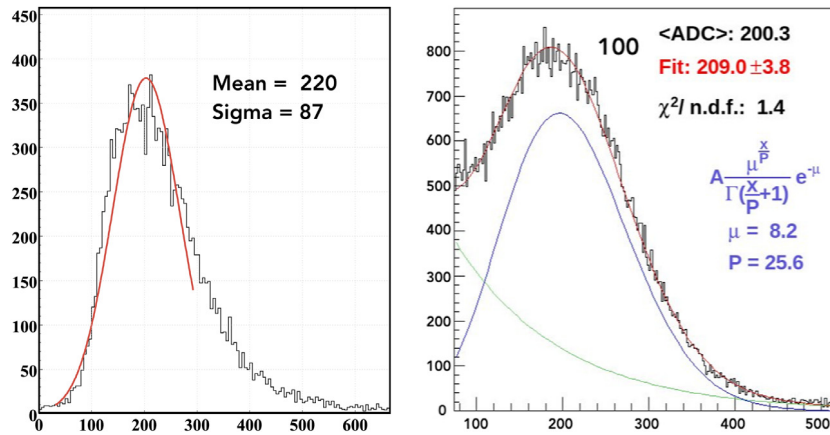 450
400
350
300
250
200
150
100
50
0
0 100 200 300 400 500 600
Mean = 220
Sigma = 87
800
700
600
500
400
300
200
100
0
100 200 300 400 500
100
<ADC>: 200.3
Fit: 209.0 ±3.8
χ²/ n.d.f.: 1.4
A μ^(x/P) / Γ(x/P+1) e^-μ
μ = 8.2
P = 25.6